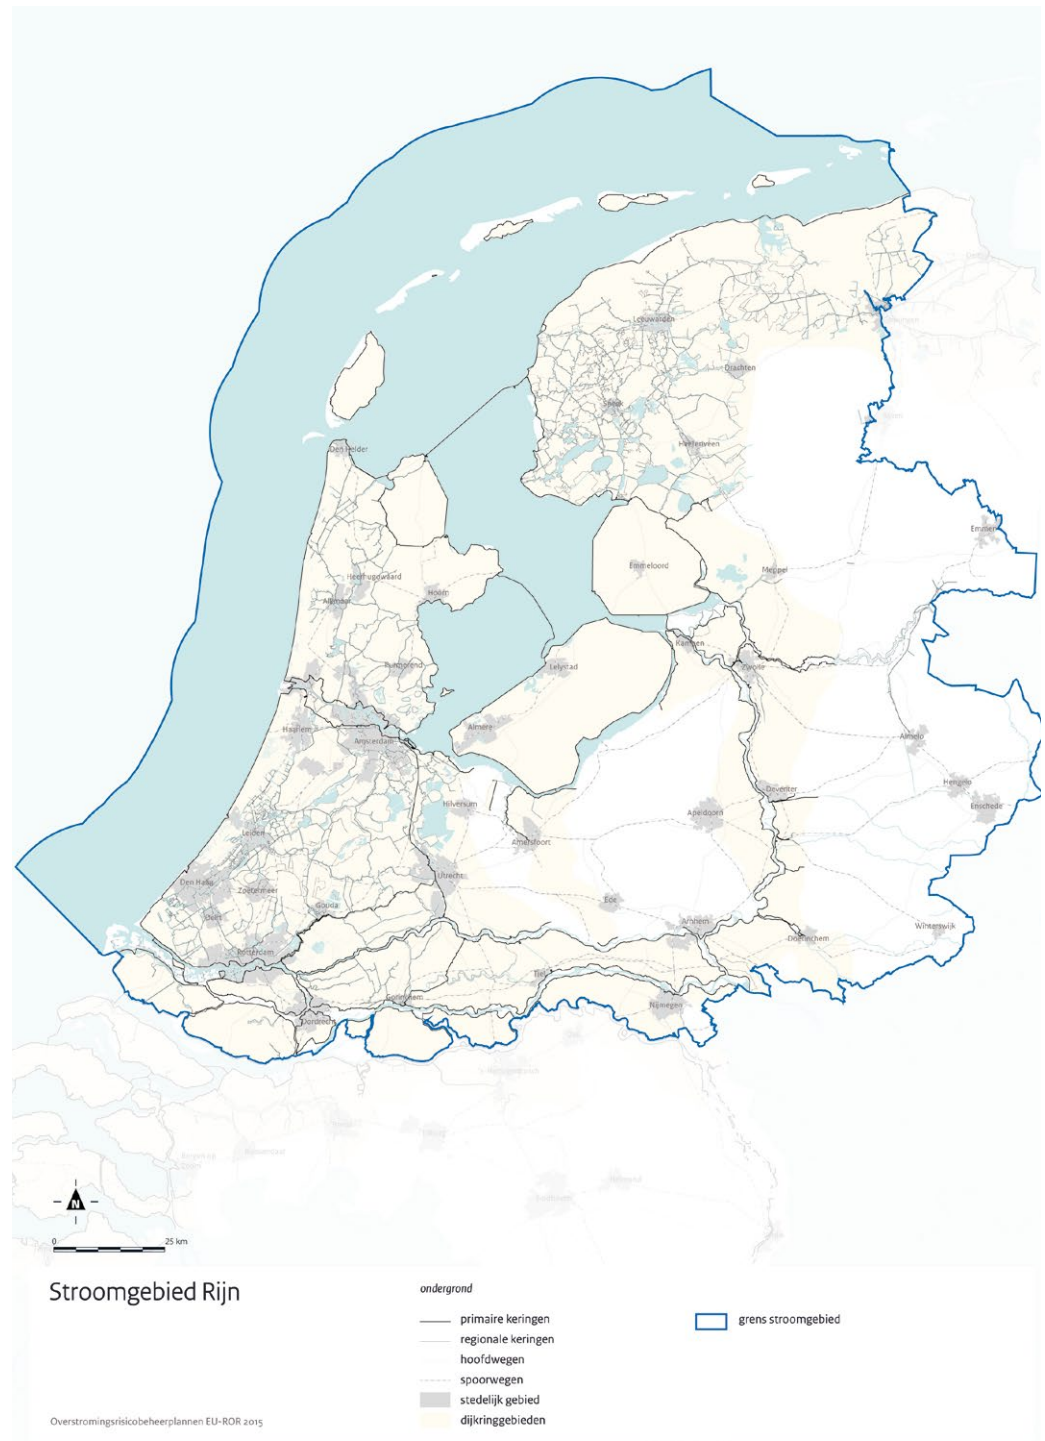 Leeuwarden
Drachten
Sneek
Heerenveen
Den Helder
Emmen
Emmeloord
Meppel
Heerhugowaard
Alkmaar
Hoorn
Kampen
Zwolle
Purmerend
Lelystad
Haarlem
Amsterdam
Almere
Almelo
Hengelo
Enschede
Deventer
Apeldoorn
Hilversum
Amersfoort
Leiden
Utrecht
Den Haag
Zoetermeer
Gouda
Ede
Arnhem
Delft
Winterswijk
Doetinchem
Rotterdam
Tiel
Gorinchem
Nijmegen
Dordrecht
N
0 25 km
Stroomgebied Rijn
ondergrond
primaire keringen
grens stroomgebied
regionale keringen
hoofdwegen
spoorwegen
stedelijk gebied
dijkringgebieden
Overstromingsrisicobeheerplannen EU-ROR 2015